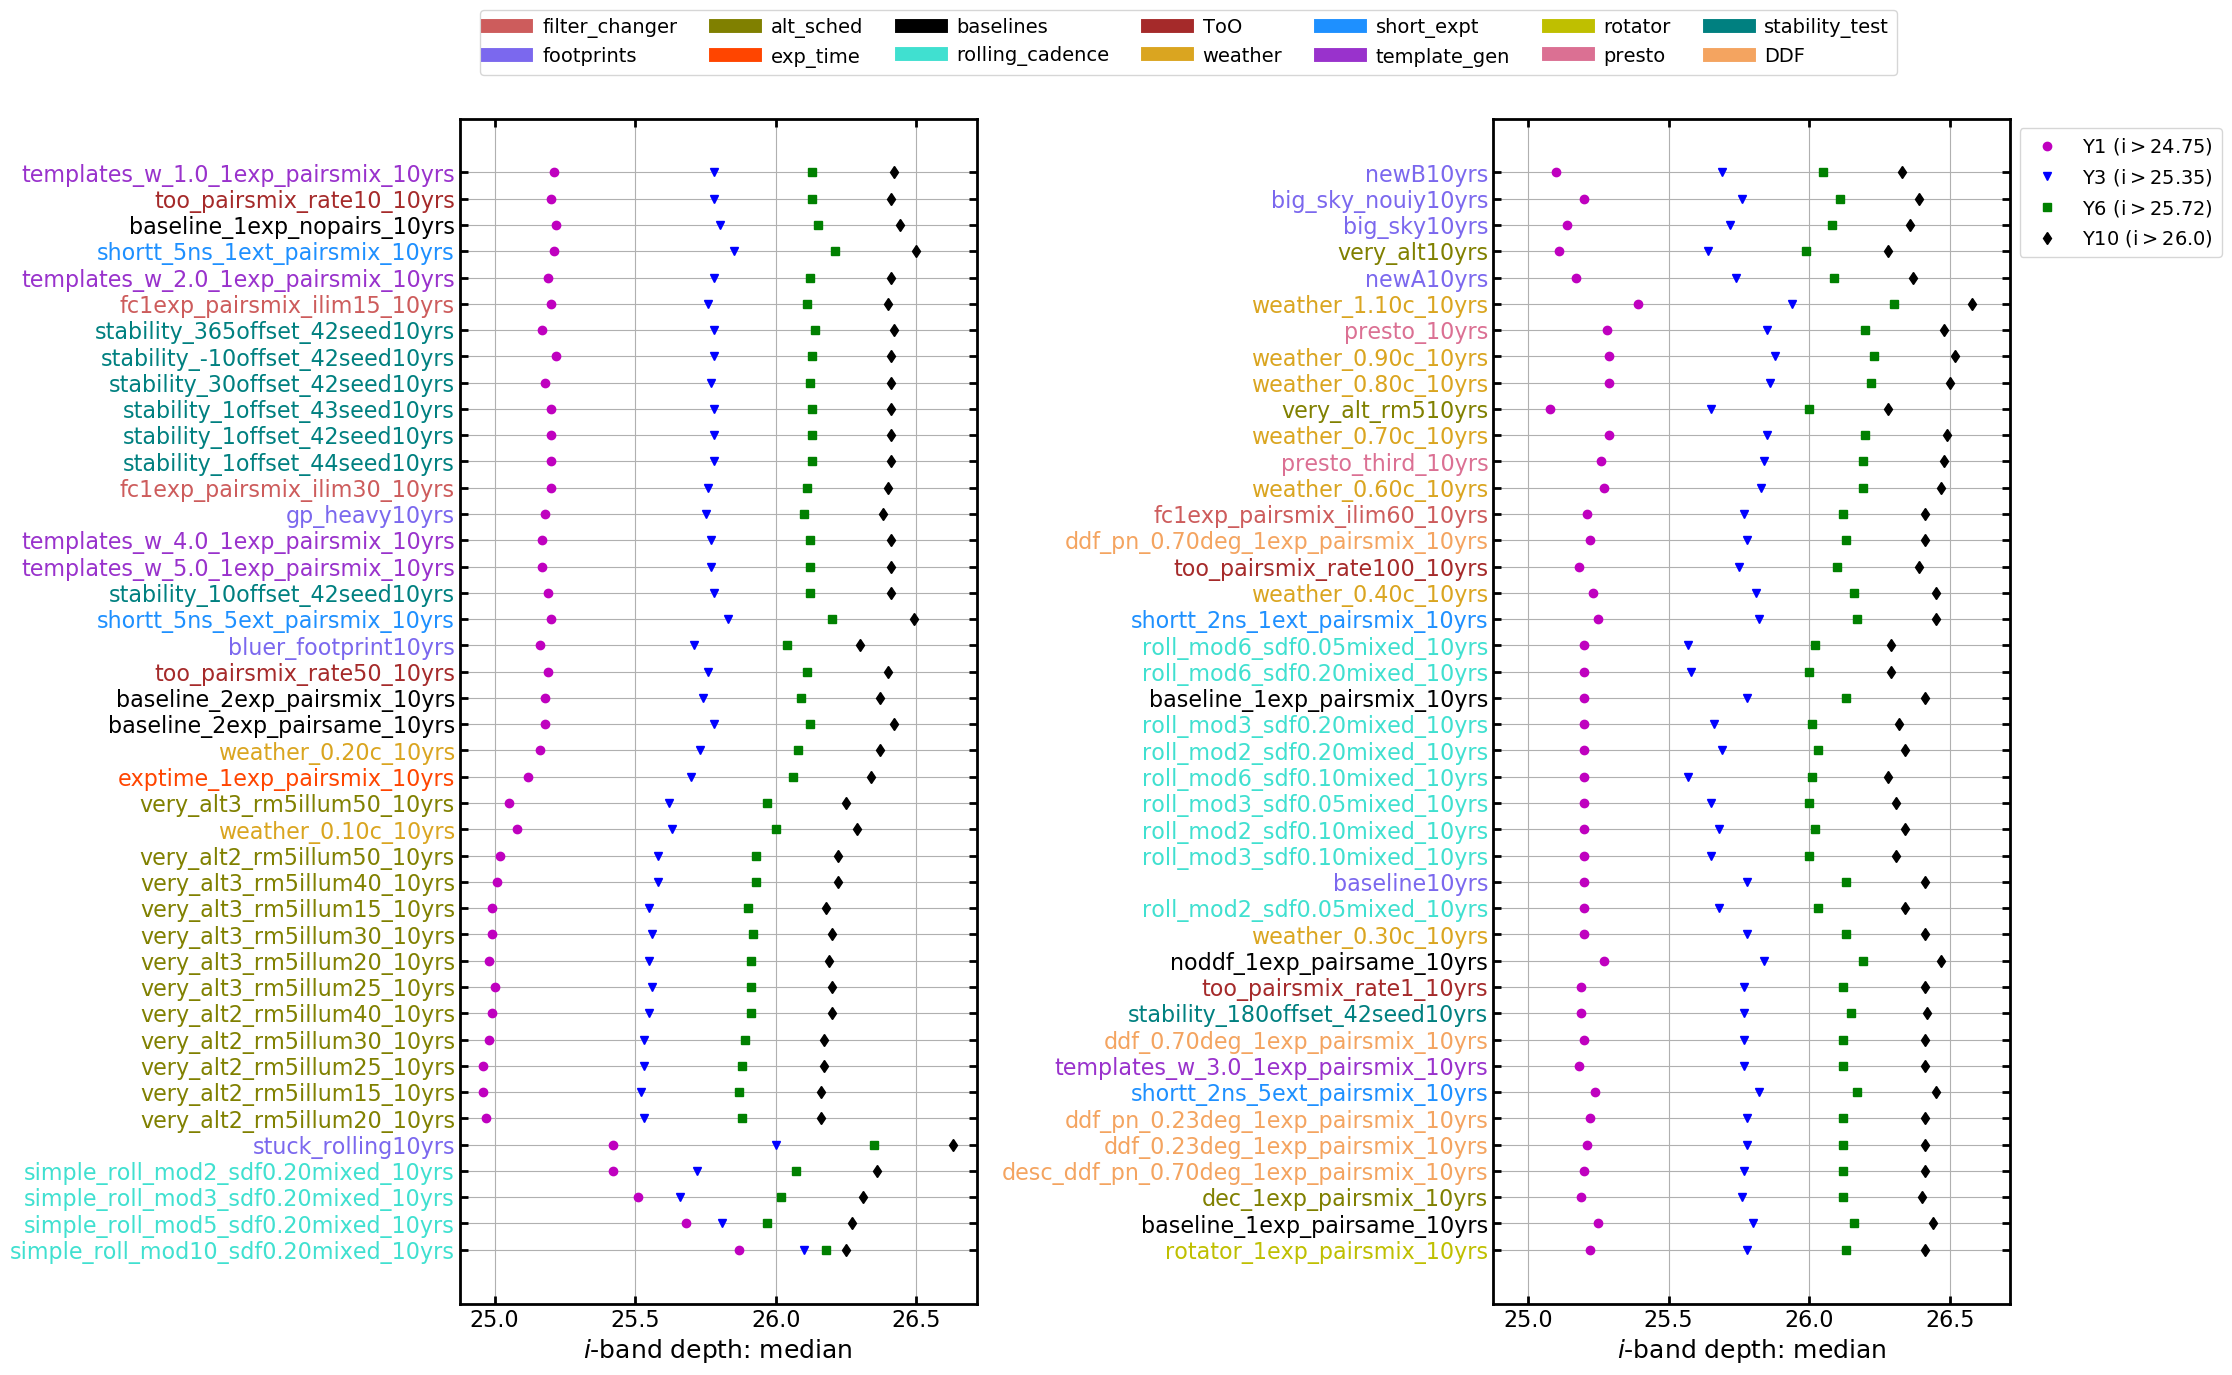 filter_changer alt_sched baselines ToO short_expt rotator stability_test
footprints exp_time rolling_cadence weather template_gen presto DDF
templates_w_1.0_1exp_pairsmix_10yrs
too_pairsmix_rate10_10yrs
baseline_1exp_nopairs_10yrs
shortt_5ns_1ext_pairsmix_10yrs
templates_w_2.0_1exp_pairsmix_10yrs
fc1exp_pairsmix_ilim15_10yrs
stability_365offset_42seed10yrs
stability_-10offset_42seed10yrs
stability_30offset_42seed10yrs
stability_1offset_43seed10yrs
stability_1offset_42seed10yrs
stability_1offset_44seed10yrs
fc1exp_pairsmix_ilim30_10yrs
gp_heavy10yrs
templates_w_4.0_1exp_pairsmix_10yrs
templates_w_5.0_1exp_pairsmix_10yrs
stability_10offset_42seed10yrs
shortt_5ns_5ext_pairsmix_10yrs
bluer_footprint10yrs
too_pairsmix_rate50_10yrs
baseline_2exp_pairsmix_10yrs
baseline_2exp_pairsame_10yrs
weather_0.20c_10yrs
exptime_1exp_pairsmix_10yrs
very_alt3_rm5illum50_10yrs
weather_0.10c_10yrs
very_alt2_rm5illum50_10yrs
very_alt3_rm5illum40_10yrs
very_alt3_rm5illum15_10yrs
very_alt3_rm5illum30_10yrs
very_alt3_rm5illum20_10yrs
very_alt3_rm5illum25_10yrs
very_alt2_rm5illum40_10yrs
very_alt2_rm5illum30_10yrs
very_alt2_rm5illum25_10yrs
very_alt2_rm5illum15_10yrs
very_alt2_rm5illum20_10yrs
stuck_rolling10yrs
simple_roll_mod2_sdf0.20mixed_10yrs
simple_roll_mod3_sdf0.20mixed_10yrs
simple_roll_mod5_sdf0.20mixed_10yrs
simple_roll_mod10_sdf0.20mixed_10yrs
25.0 25.5 26.0 26.5
i-band depth: median
newB10yrs
big_sky_nouiy10yrs
big_sky10yrs
very_alt10yrs
newA10yrs
weather_1.10c_10yrs
presto_10yrs
weather_0.90c_10yrs
weather_0.80c_10yrs
very_alt_rm510yrs
weather_0.70c_10yrs
presto_third_10yrs
weather_0.60c_10yrs
fc1exp_pairsmix_ilim60_10yrs
ddf_pn_0.70deg_1exp_pairsmix_10yrs
too_pairsmix_rate100_10yrs
weather_0.40c_10yrs
shortt_2ns_1ext_pairsmix_10yrs
roll_mod6_sdf0.05mixed_10yrs
roll_mod6_sdf0.20mixed_10yrs
baseline_1exp_pairsmix_10yrs
roll_mod3_sdf0.20mixed_10yrs
roll_mod2_sdf0.20mixed_10yrs
roll_mod6_sdf0.10mixed_10yrs
roll_mod3_sdf0.05mixed_10yrs
roll_mod2_sdf0.10mixed_10yrs
roll_mod3_sdf0.10mixed_10yrs
baseline10yrs
roll_mod2_sdf0.05mixed_10yrs
weather_0.30c_10yrs
noddf_1exp_pairsame_10yrs
too_pairsmix_rate1_10yrs
stability_180offset_42seed10yrs
ddf_0.70deg_1exp_pairsmix_10yrs
templates_w_3.0_1exp_pairsmix_10yrs
shortt_2ns_5ext_pairsmix_10yrs
ddf_pn_0.23deg_1exp_pairsmix_10yrs
ddf_0.23deg_1exp_pairsmix_10yrs
desc_ddf_pn_0.70deg_1exp_pairsmix_10yrs
dec_1exp_pairsmix_10yrs
baseline_1exp_pairsame_10yrs
rotator_1exp_pairsmix_10yrs
25.0 25.5 26.0 26.5
i-band depth: median
Y1 (i > 24.75)
Y3 (i > 25.35)
Y6 (i > 25.72)
Y10 (i > 26.0)